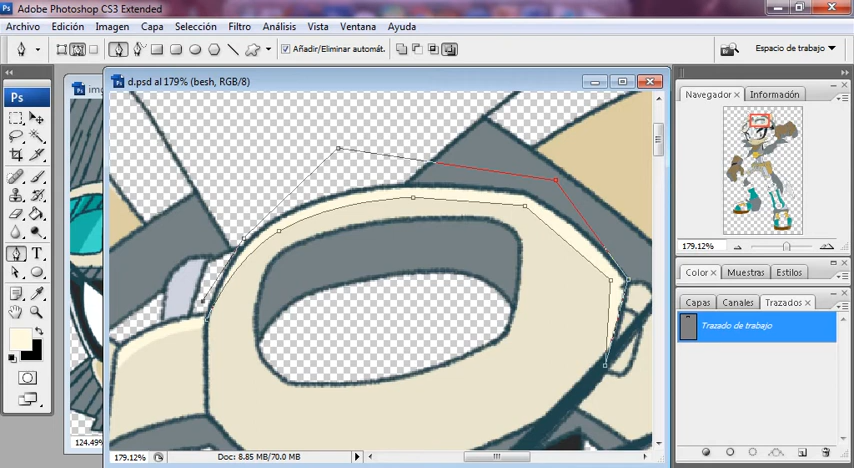 Adobe Photoshop CS3 Extended
Archivo Edición Imagen Capa Selección Filtro Análisis Vista Ventana Ayuda
Añadir/Eliminar automát.
Espacio de trabajo
Ps
img
d.psd al 179% (besh, RGB/8)
Navegador Información
179.12%
Color Muestras Estilos
Capas Canales Trazados
Trazado de trabajo
T
124.49%
179.12% Doc: 8.85 MB/70.0 MB